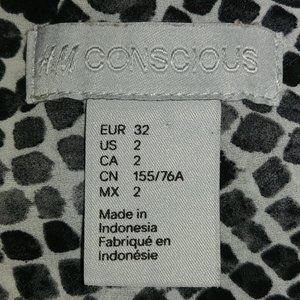 H&M CONSCIOUS
EUR 32
US 2
CA 2
CN 155/76A
MX 2
Made in
Indonesia
Fabriqué en
Indonésie